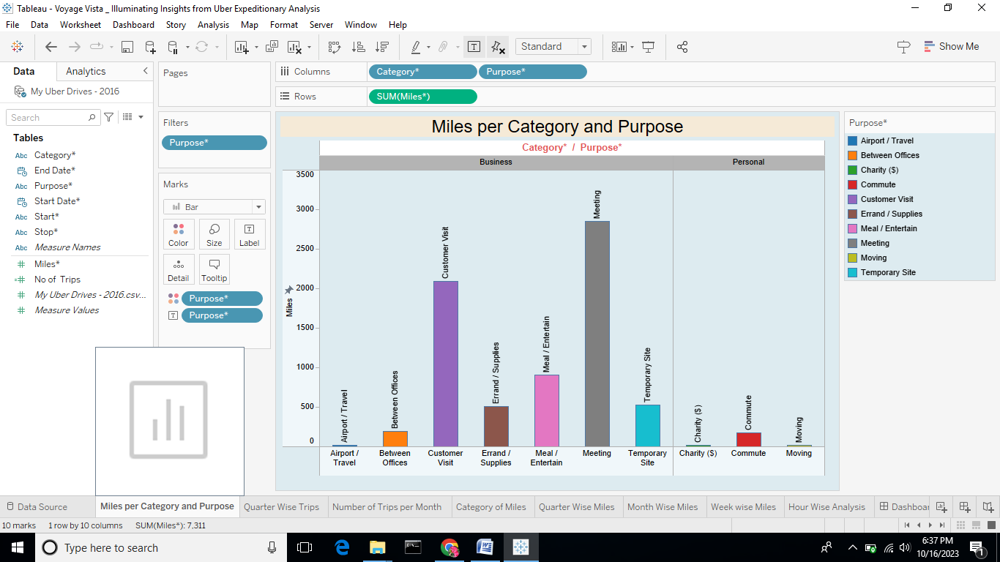 Tableau - Voyage Vista _ Illuminating Insights from Uber Expeditionary Analysis
File Data Worksheet Dashboard Story Analysis Map Format Server Window Help
Standard
Show Me
Data Analytics
My Uber Drives - 2016
Search
Tables
Abc Category*
End Date*
Abc Purpose*
Start Date*
Abc Start*
Abc Stop*
Abc Measure Names
# Miles*
=# No of Trips
# My Uber Drives - 2016.csv...
# Measure Values
Pages
Filters
Purpose*
Marks
Bar
Color Size Label
Detail Tooltip
Purpose*
Purpose*
Columns Category* Purpose*
Rows SUM(Miles*)
Miles per Category and Purpose
Category* / Purpose*
Business Personal
Miles
3500
3000
2500
2000
1500
1000
500
0
Airport / Travel
Between Offices
Customer Visit
Errand / Supplies
Meal / Entertain
Meeting
Temporary Site
Charity ($)
Commute
Moving
Airport / Between Customer Errand / Meal / Meeting Temporary Charity ($) Commute Moving
Travel Offices Visit Supplies Entertain Site
Purpose*
Airport / Travel
Between Offices
Charity ($)
Commute
Customer Visit
Errand / Supplies
Meal / Entertain
Meeting
Moving
Temporary Site
Data Source Miles per Category and Purpose Quarter Wise Trips Number of Trips per Month Category of Miles Quarter Wise Miles Month Wise Miles Week wise Miles Hour Wise Analysis Dashboar
10 marks 1 row by 10 columns SUM(Miles*): 7,311
Type here to search
6:37 PM
10/16/2023
1